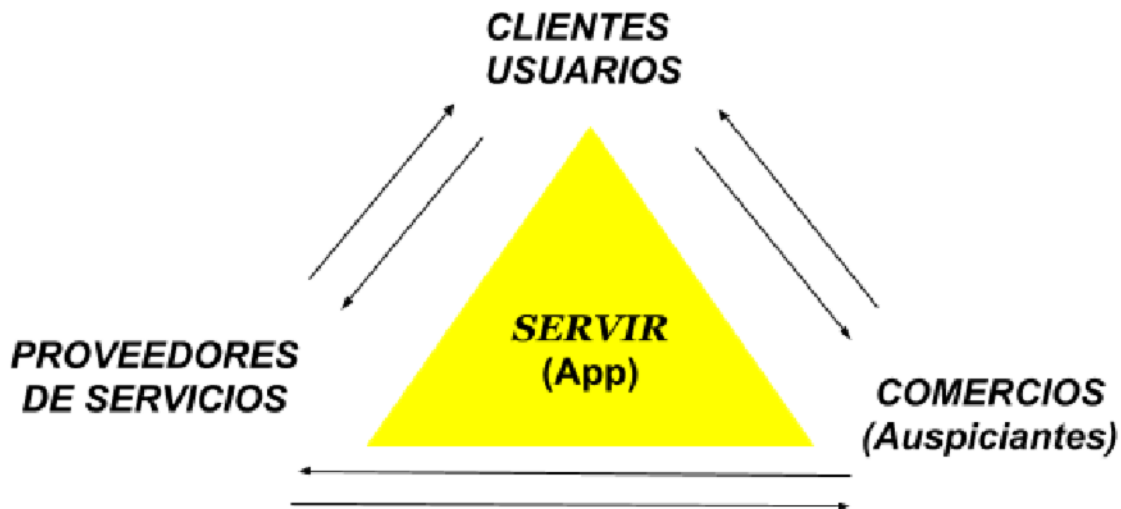 CLIENTES
USUARIOS
SERVIR
(App)
PROVEEDORES
DE SERVICIOS
COMERCIOS
(Auspiciantes)